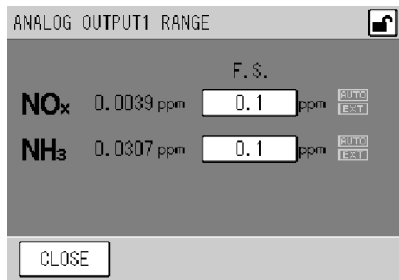 ANALOG OUTPUT1 RANGE
F.S.
NOx 0.0039 ppm 0.1 ppm AUTO EXT
NH3 0.0307 ppm 0.1 ppm AUTO EXT
CLOSE